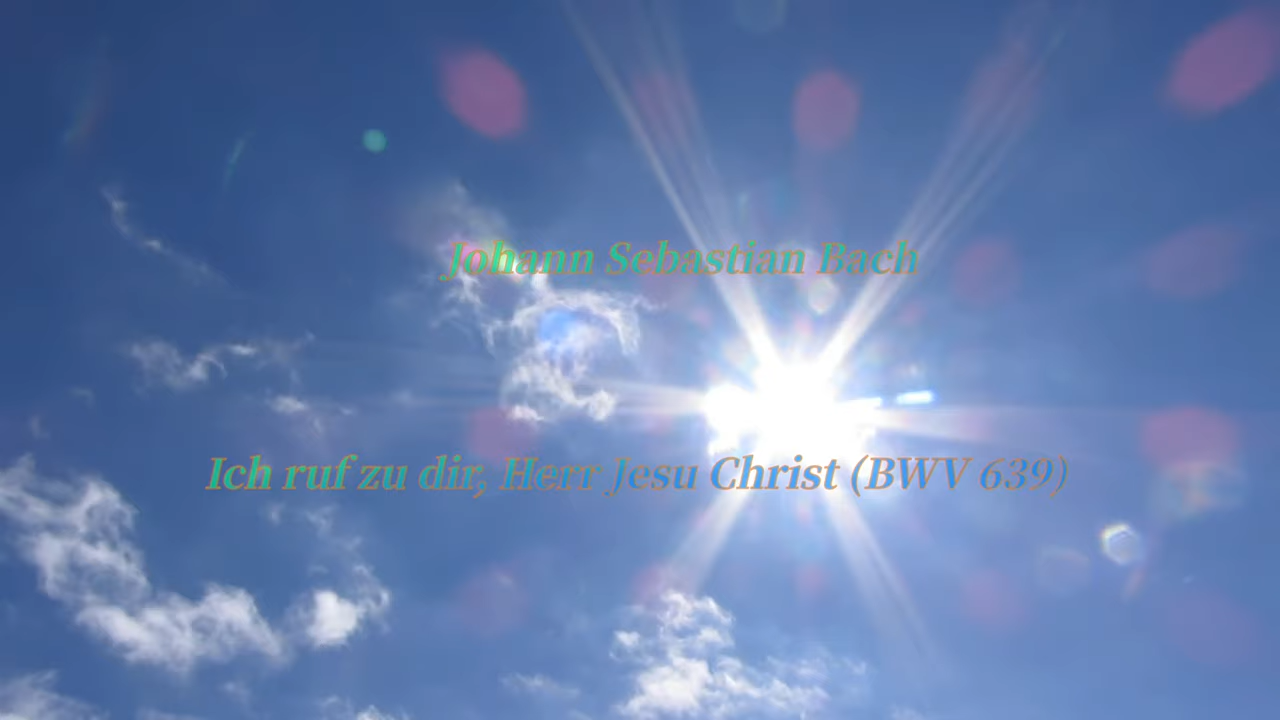 Johann Sebastian Bach
Ich ruf zu dir, Herr Jesu Christ (BWV 639)